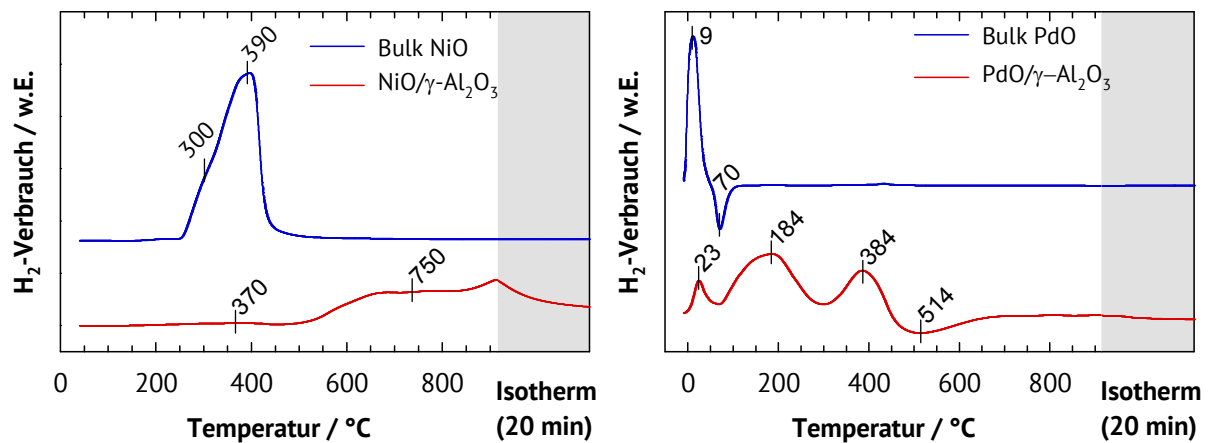 H₂-Verbrauch / w.E.
Bulk NiO
NiO/γ-Al₂O₃
300
390
370
750
0
200
400
600
800
Isotherm
(20 min)
Temperatur / °C
H₂-Verbrauch / w.E.
Bulk PdO
PdO/γ–Al₂O₃
9
70
23
184
384
514
0
200
400
600
800
Isotherm
(20 min)
Temperatur / °C